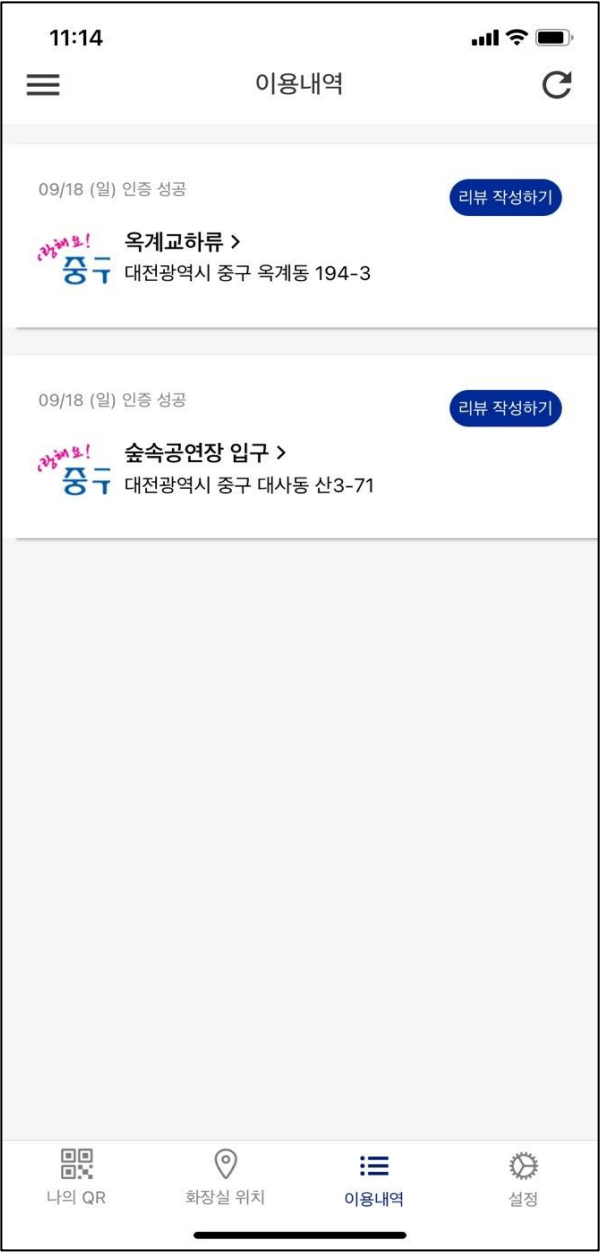 11:14
이용내역
09/18 (일) 인증 성공
리뷰 작성하기
중구
옥계교하류 >
대전광역시 중구 옥계동 194-3
09/18 (일) 인증 성공
리뷰 작성하기
중구
숲속공연장 입구 >
대전광역시 중구 대사동 산3-71
나의 QR
화장실 위치
이용내역
설정